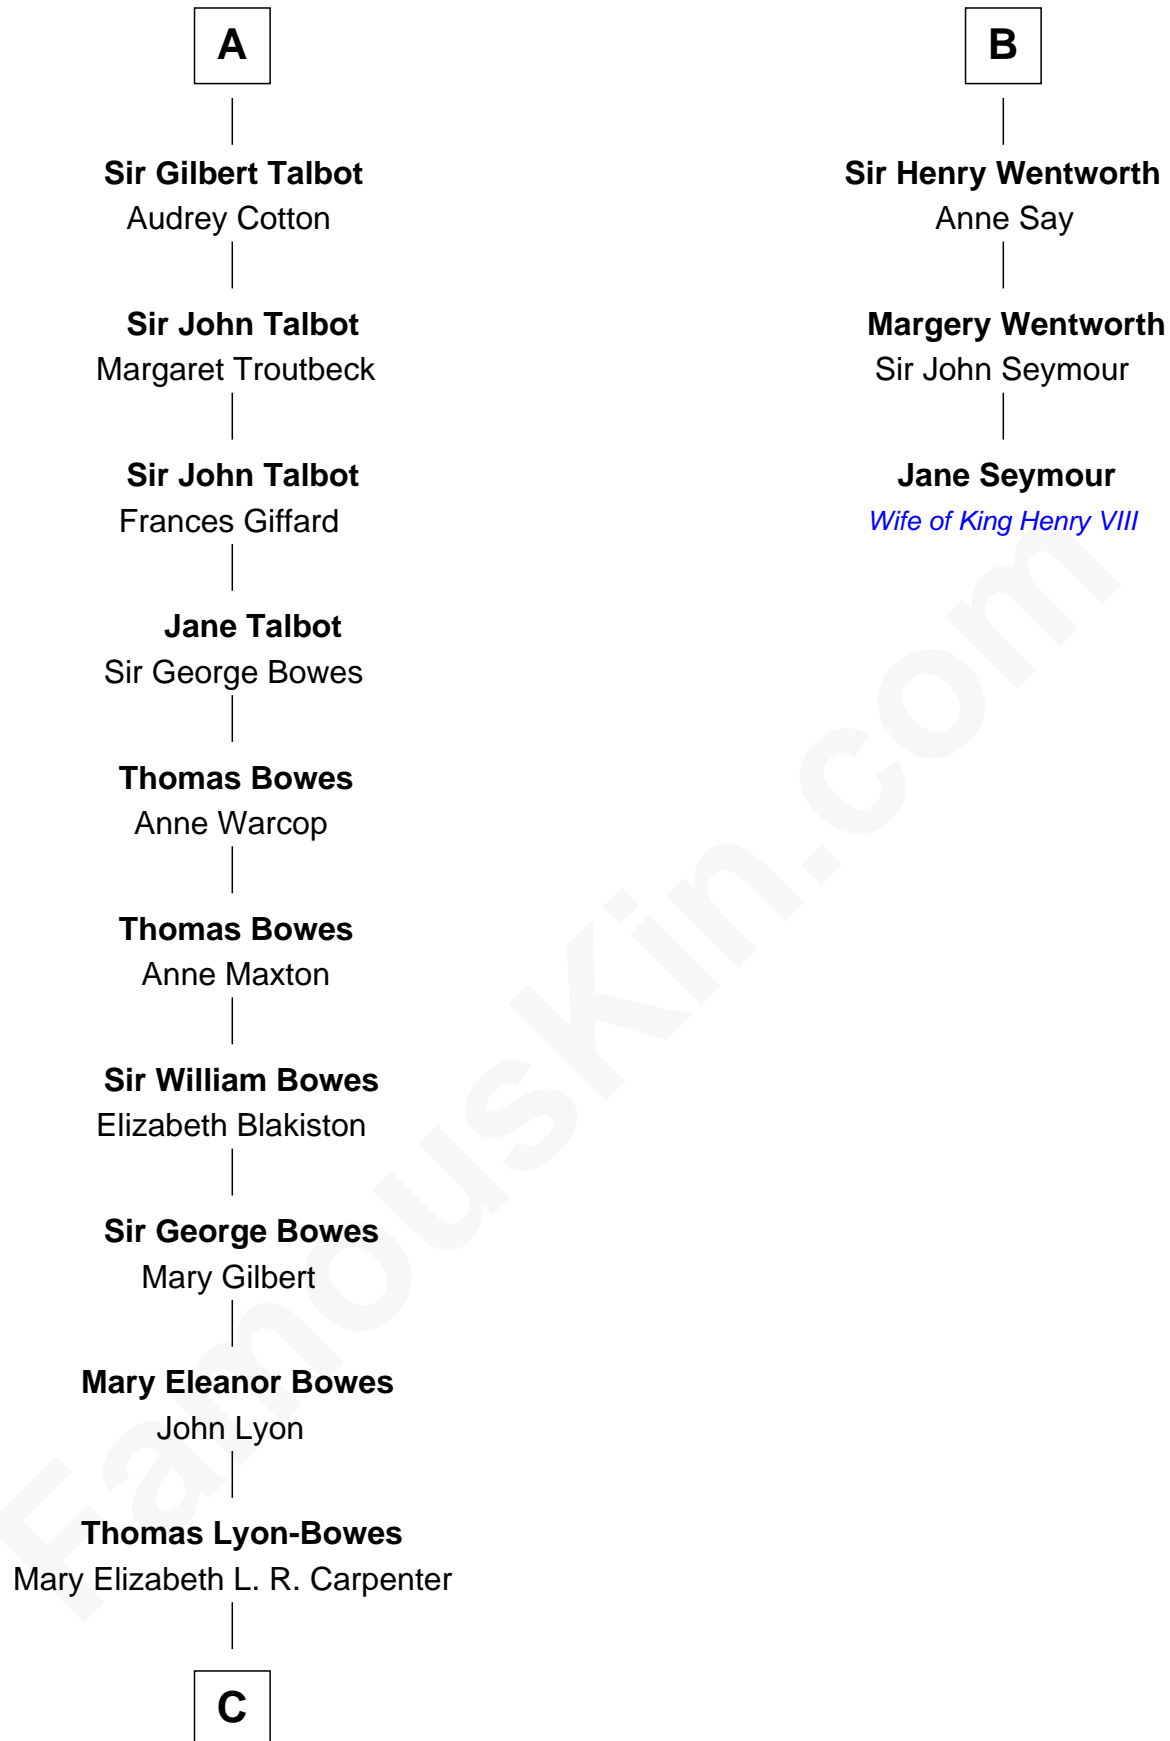 A
Sir Gilbert Talbot
Audrey Cotton
Sir John Talbot
Margaret Troutbeck
Sir John Talbot
Frances Giffard
Jane Talbot
Sir George Bowes
Thomas Bowes
Anne Warcop
Thomas Bowes
Anne Maxton
Sir William Bowes
Elizabeth Blakiston
Sir George Bowes
Mary Gilbert
Mary Eleanor Bowes
John Lyon
Thomas Lyon-Bowes
Mary Elizabeth L. R. Carpenter
C
B
Sir Henry Wentworth
Anne Say
Margery Wentworth
Sir John Seymour
Jane Seymour
Wife of King Henry VIII
FamousKin.com